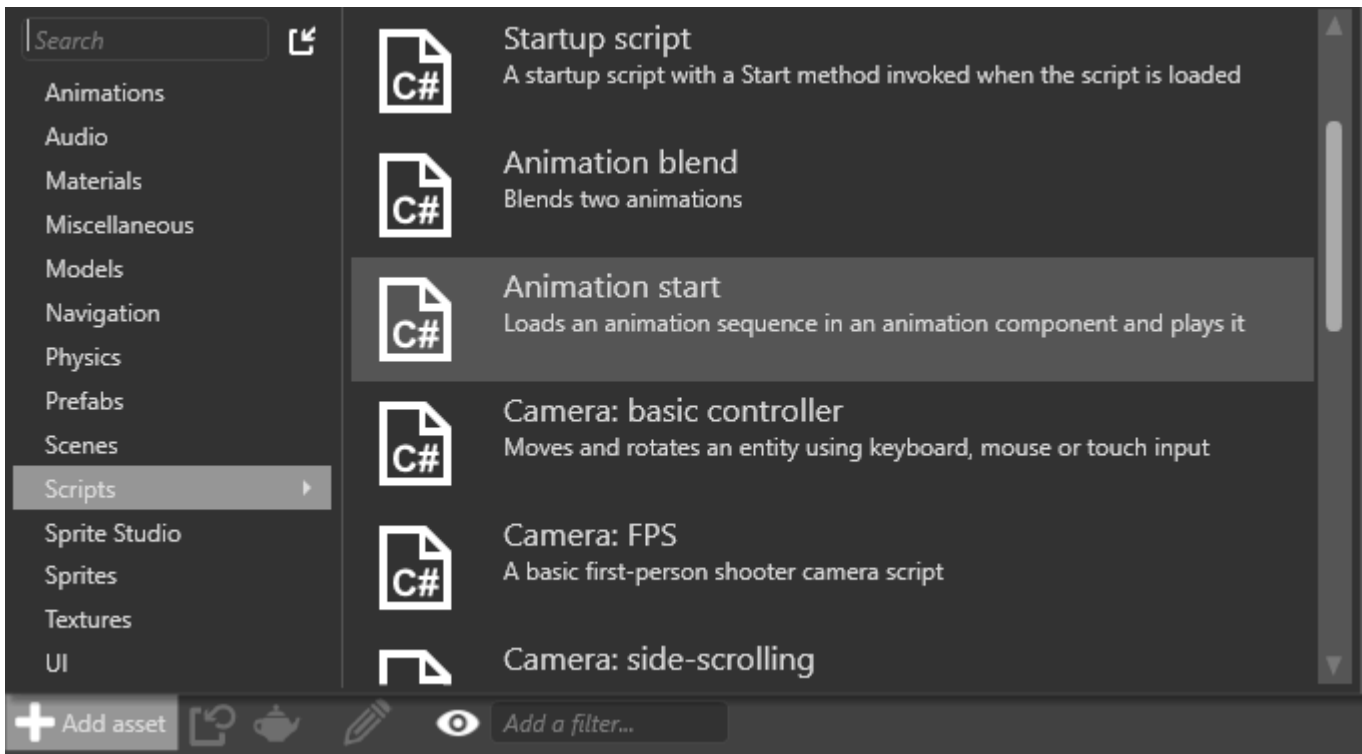 Search
Animations
Audio
Materials
Miscellaneous
Models
Navigation
Physics
Prefabs
Scenes
Scripts
Sprite Studio
Sprites
Textures
UI
C#
Startup script
A startup script with a Start method invoked when the script is loaded
C#
Animation blend
Blends two animations
C#
Animation start
Loads an animation sequence in an animation component and plays it
C#
Camera: basic controller
Moves and rotates an entity using keyboard, mouse or touch input
C#
Camera: FPS
A basic first-person shooter camera script
Camera: side-scrolling
Add asset
Add a filter...